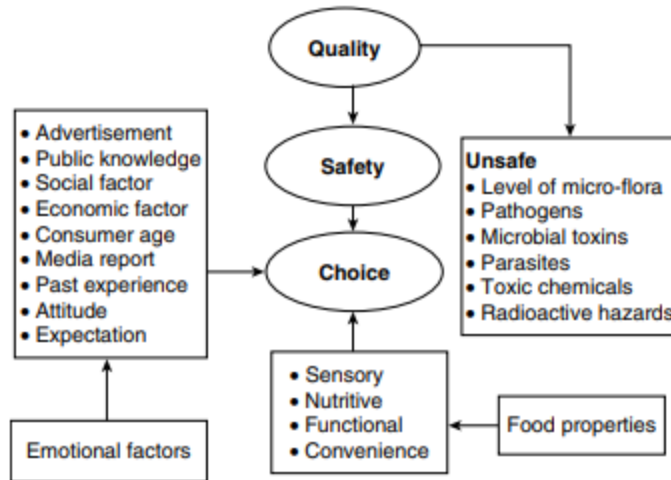 Quality
Safety
Choice
• Advertisement
• Public knowledge
• Social factor
• Economic factor
• Consumer age
• Media report
• Past experience
• Attitude
• Expectation
Emotional factors
Unsafe
• Level of micro-flora
• Pathogens
• Microbial toxins
• Parasites
• Toxic chemicals
• Radioactive hazards
• Sensory
• Nutritive
• Functional
• Convenience
Food properties